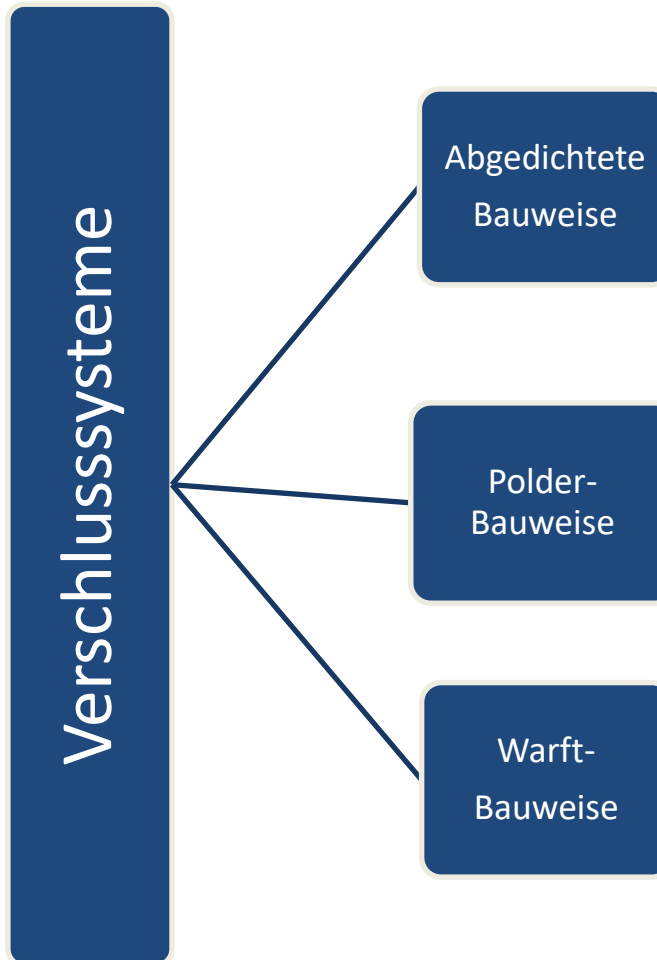 Verschlusssysteme
Abgedichtete
Bauweise
Polder-
Bauweise
Warft-
Bauweise